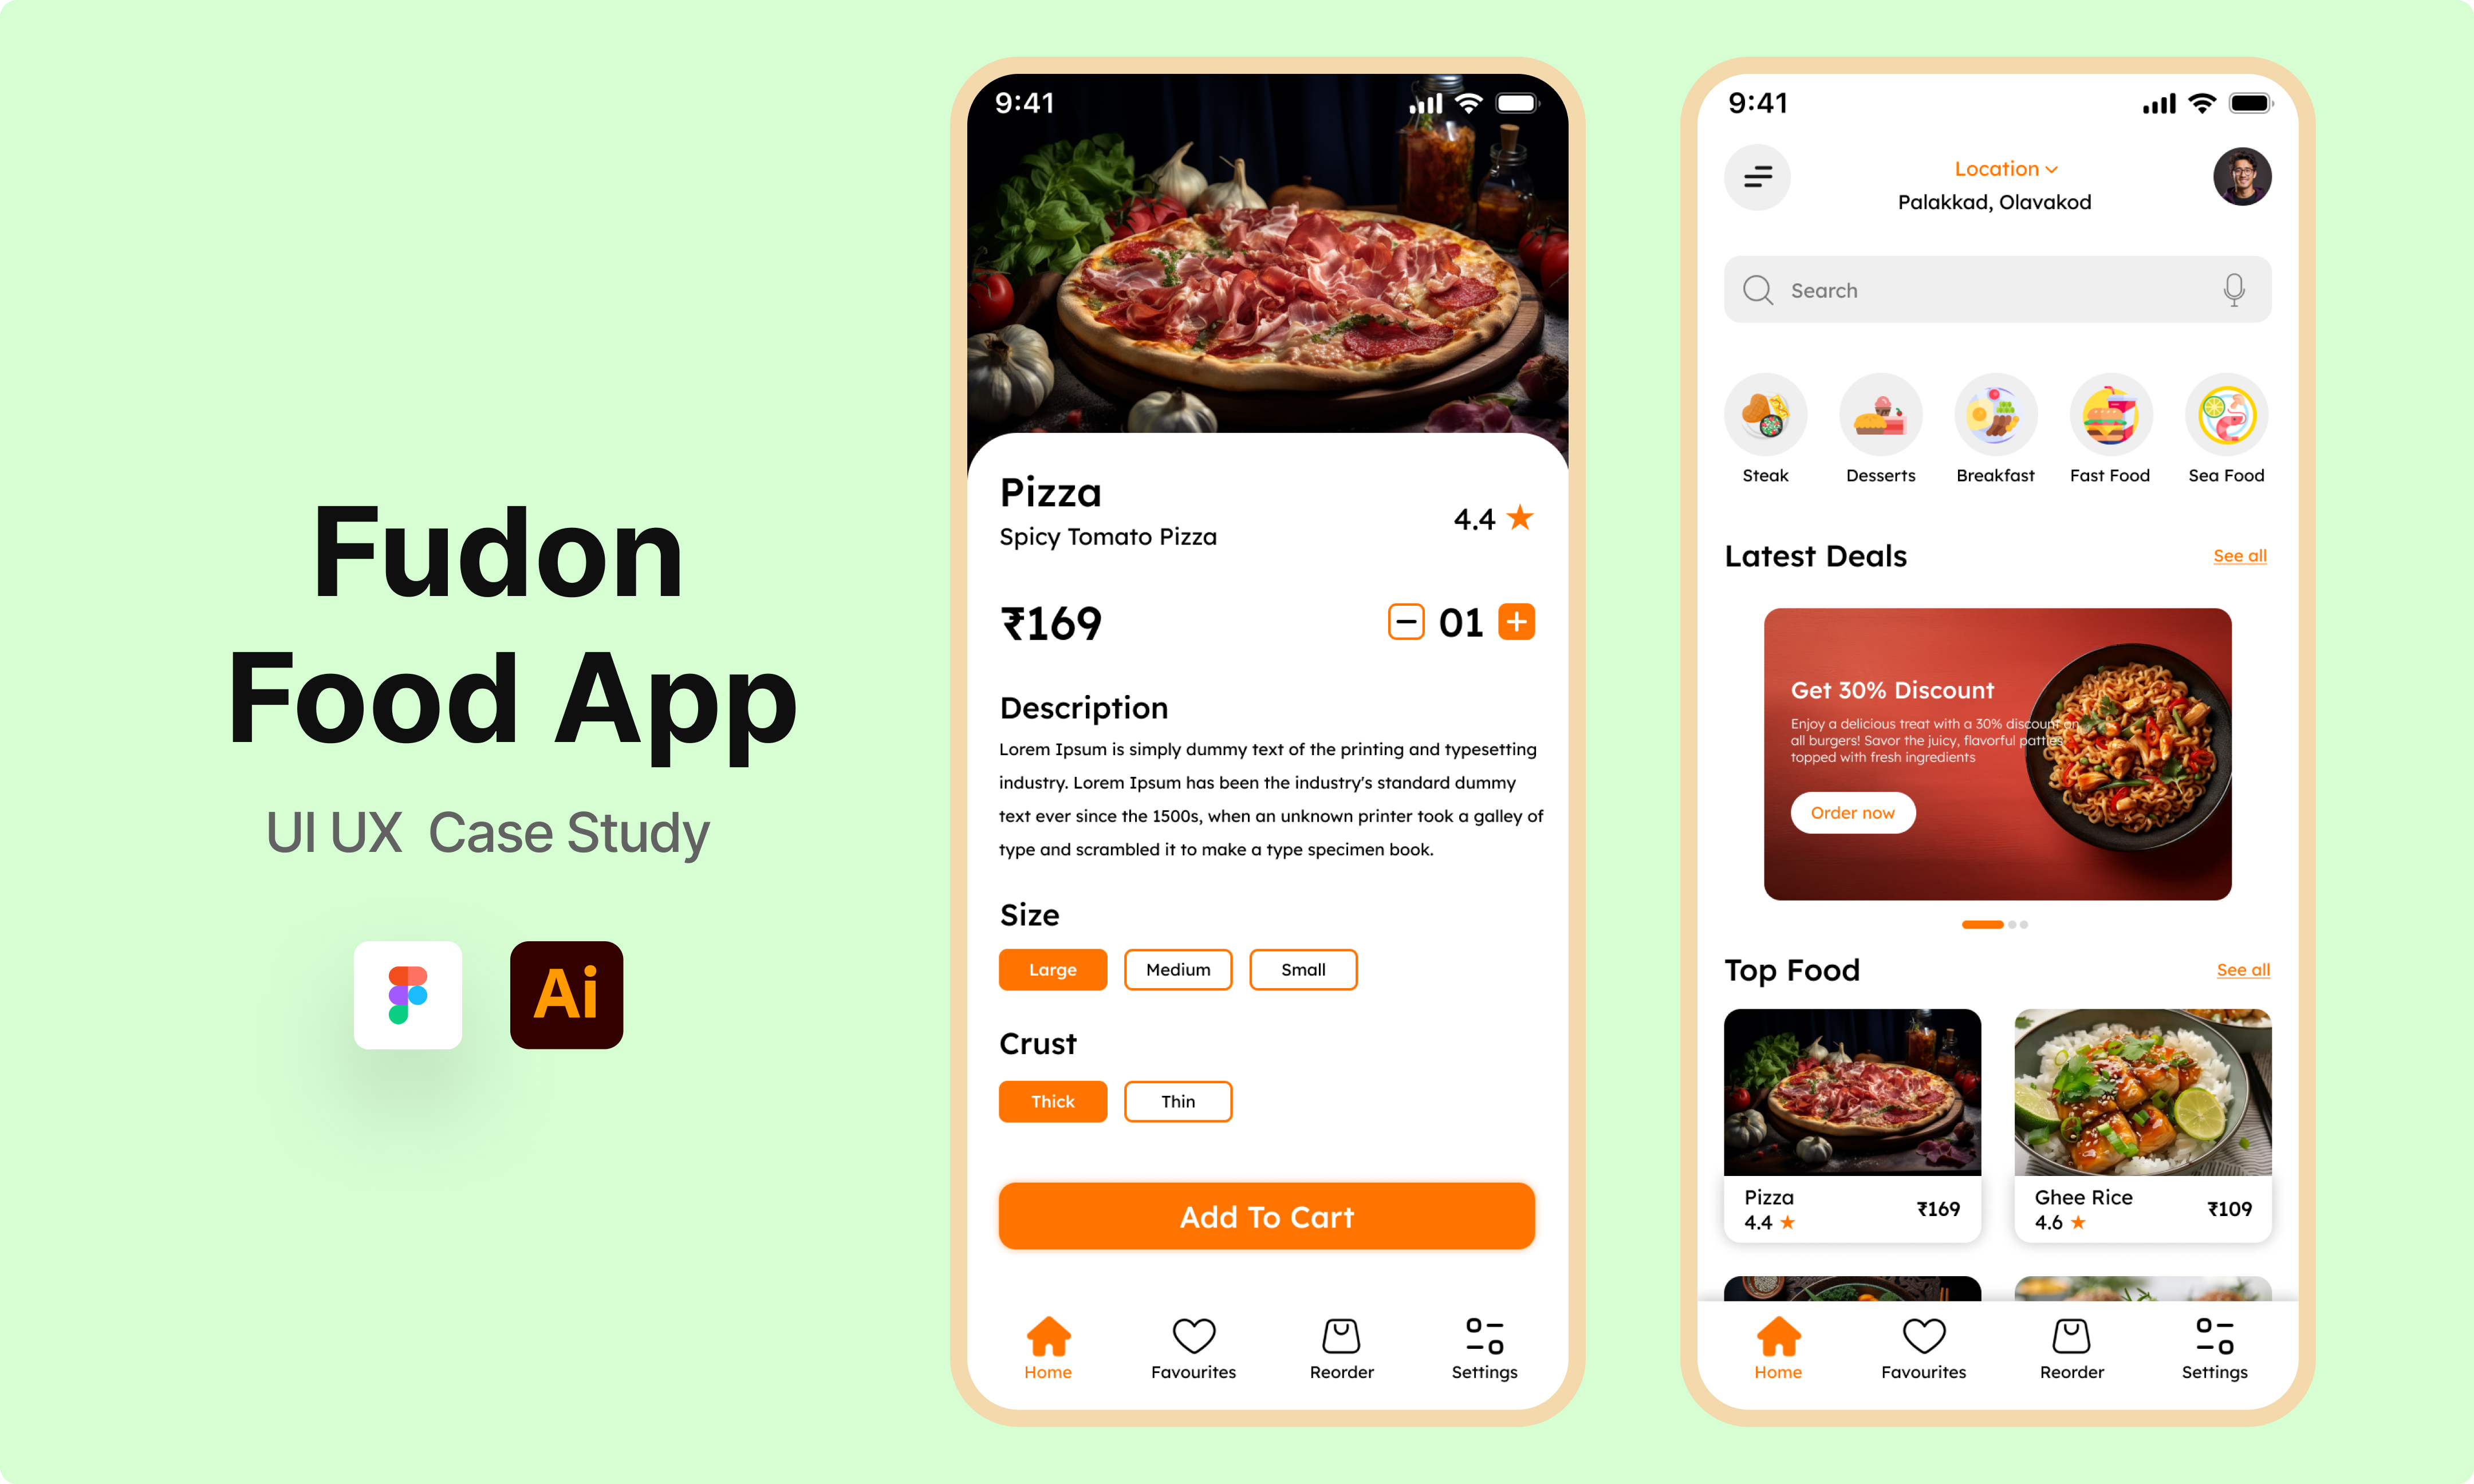 Fudon
Food App
UI UX Case Study
Ai
9:41
Pizza
Spicy Tomato Pizza
4.4
₹169
01
Description
Lorem Ipsum is simply dummy text of the printing and typesetting
industry. Lorem Ipsum has been the industry's standard dummy
text ever since the 1500s, when an unknown printer took a galley of
type and scrambled it to make a type specimen book.
Size
Large Medium Small
Crust
Thick Thin
Add To Cart
Home Favourites Reorder Settings
9:41
Location
Palakkad, Olavakod
Search
Steak Desserts Breakfast Fast Food Sea Food
Latest Deals See all
Get 30% Discount
Enjoy a delicious treat with a 30% discount on
all burgers! Savor the juicy, flavorful patties
topped with fresh ingredients
Order now
Top Food See all
Pizza
4.4
₹169
Ghee Rice
4.6
₹109
Home Favourites Reorder Settings